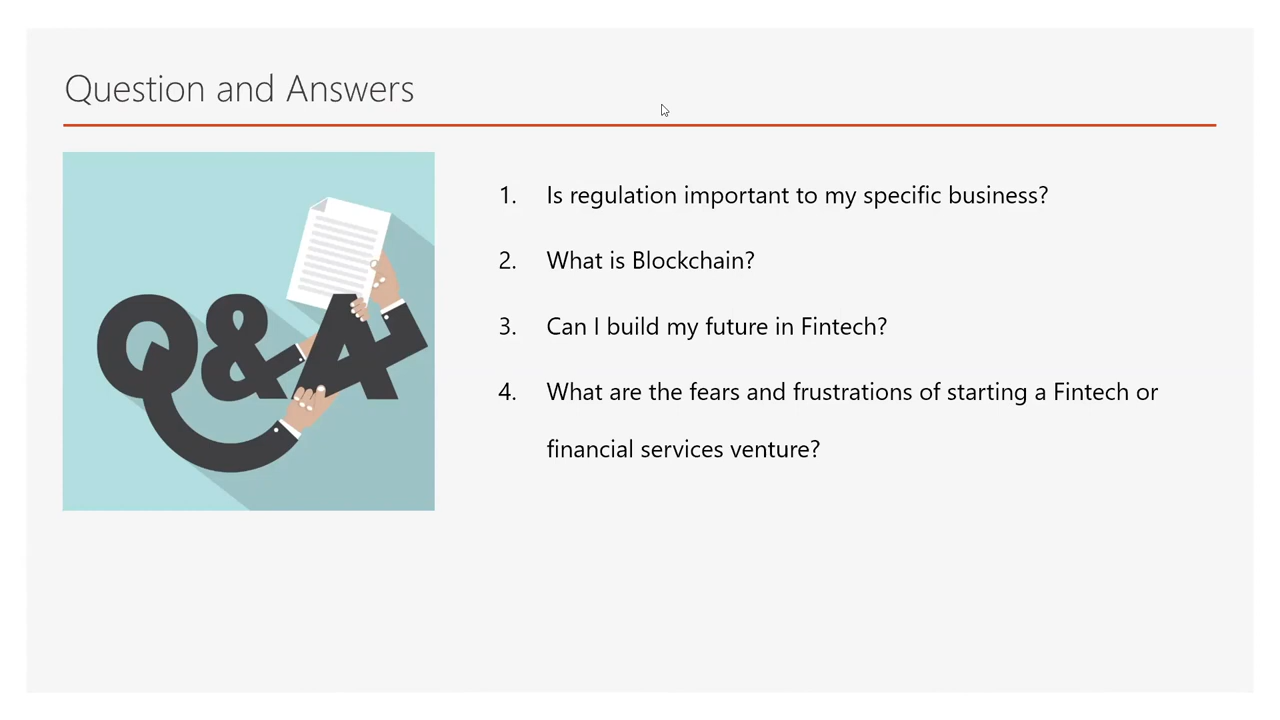 Question and Answers
Q&A
1. Is regulation important to my specific business?
2. What is Blockchain?
3. Can I build my future in Fintech?
4. What are the fears and frustrations of starting a Fintech or
financial services venture?